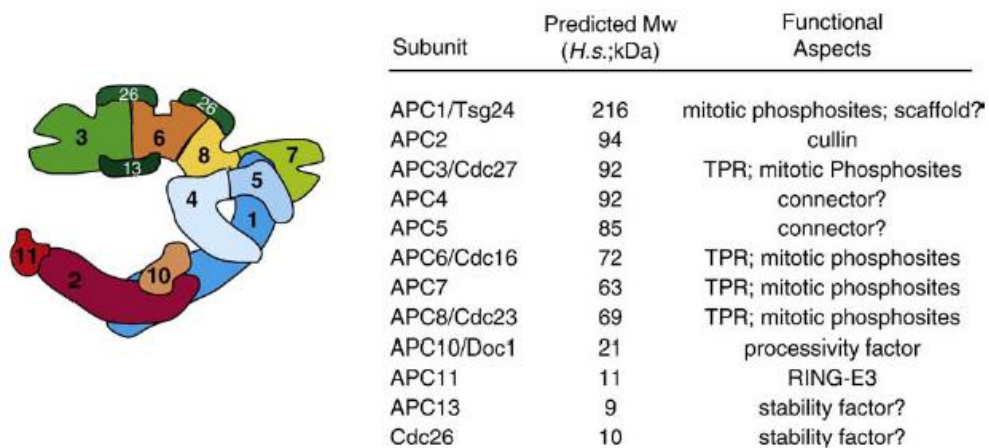 26
26
3
6
8
7
13
4
5
1
11
2
10
Subunit Predicted Mw (H.s.;kDa) Functional Aspects
APC1/Tsg24 216 mitotic phosphosites; scaffold?
APC2 94 cullin
APC3/Cdc27 92 TPR; mitotic Phosphosites
APC4 92 connector?
APC5 85 connector?
APC6/Cdc16 72 TPR; mitotic phosphosites
APC7 63 TPR; mitotic phosphosites
APC8/Cdc23 69 TPR; mitotic phosphosites
APC10/Doc1 21 processivity factor
APC11 11 RING-E3
APC13 9 stability factor?
Cdc26 10 stability factor?